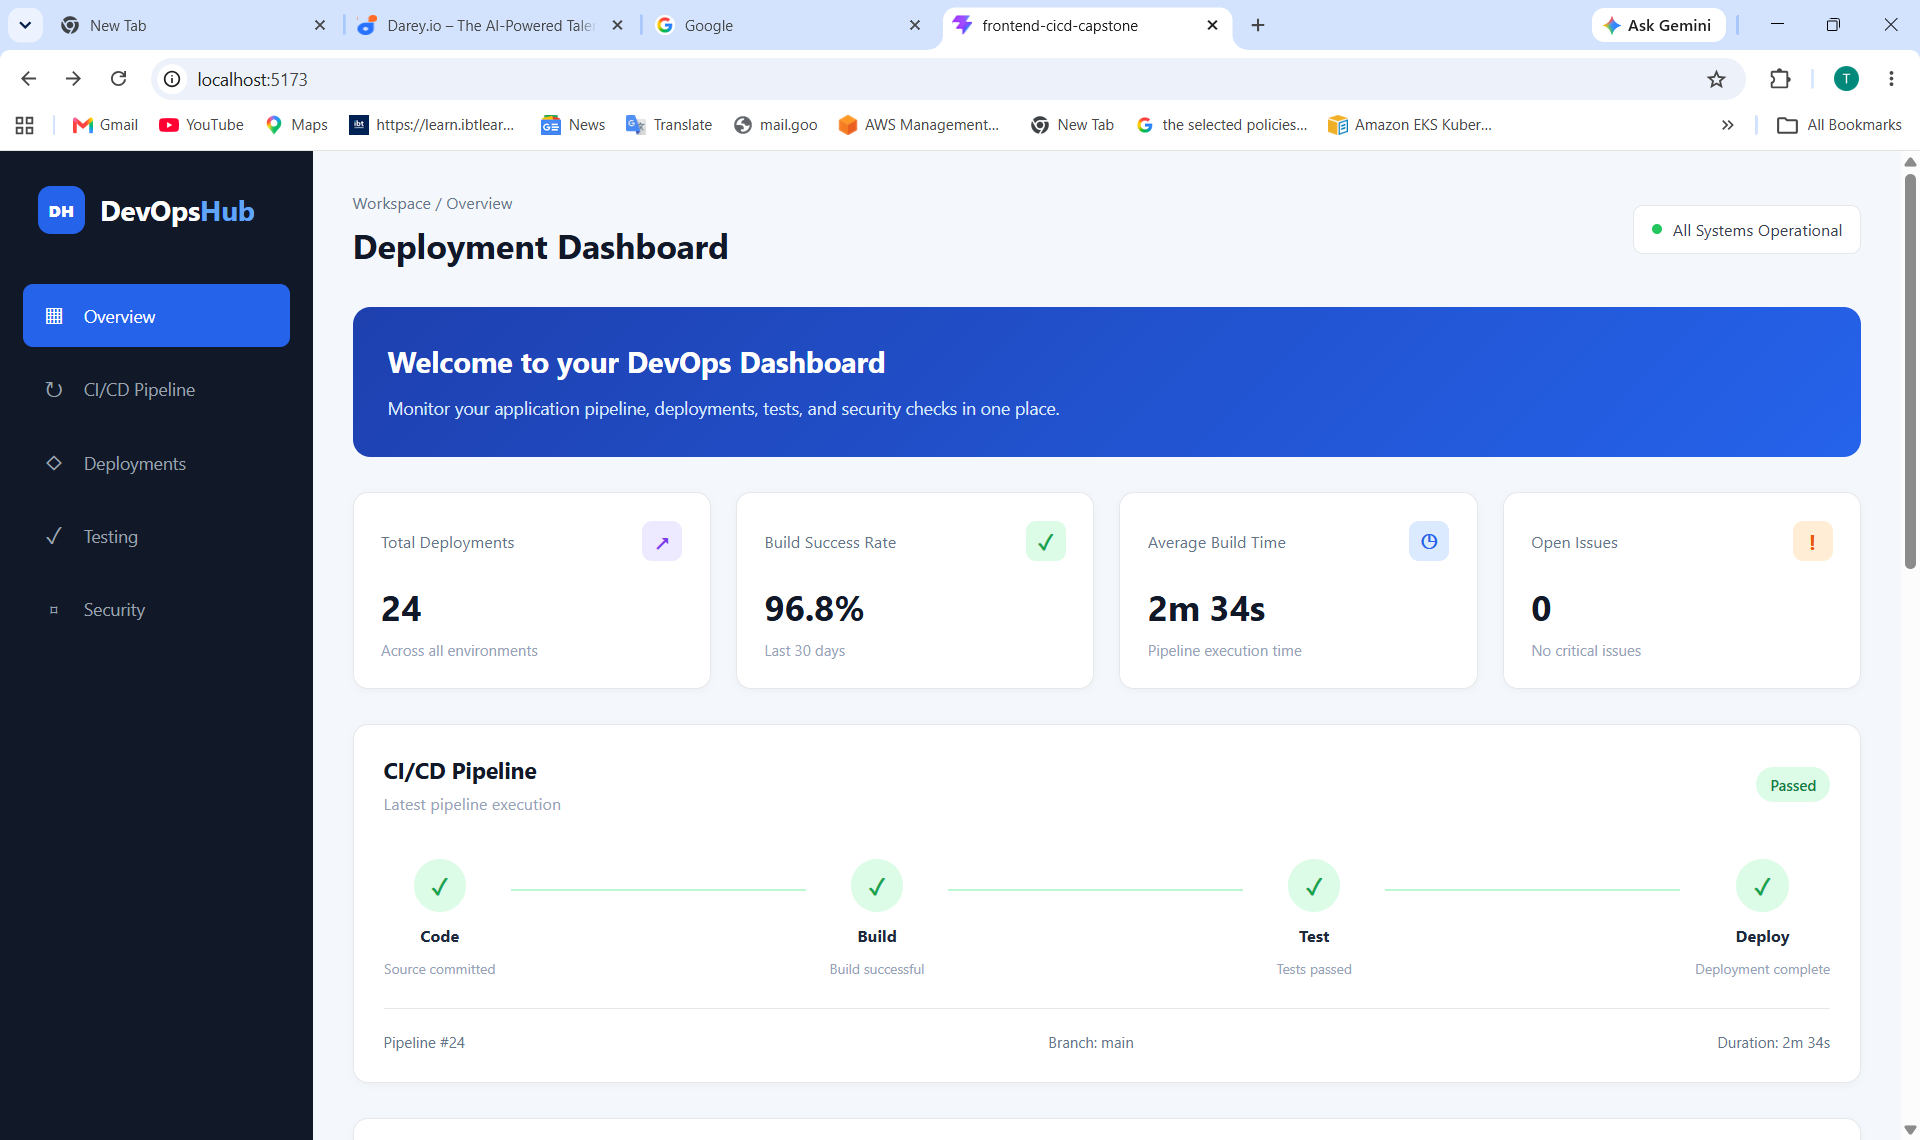 New Tab
Darey.io – The AI-Powered Tale
Google
frontend-cicd-capstone
Ask Gemini
localhost:5173
T
Gmail
YouTube
Maps
ibt
https://learn.ibtlear...
News
Translate
mail.goo
AWS Management...
New Tab
the selected policies...
Amazon EKS Kuber...
All Bookmarks
DH
DevOpsHub
Overview
CI/CD Pipeline
Deployments
Testing
Security
Workspace / Overview
Deployment Dashboard
All Systems Operational
Welcome to your DevOps Dashboard
Monitor your application pipeline, deployments, tests, and security checks in one place.
Total Deployments
24
Across all environments
Build Success Rate
96.8%
Last 30 days
Average Build Time
2m 34s
Pipeline execution time
Open Issues
!
0
No critical issues
CI/CD Pipeline
Latest pipeline execution
Passed
Code
Source committed
Build
Build successful
Test
Tests passed
Deploy
Deployment complete
Pipeline #24
Branch: main
Duration: 2m 34s